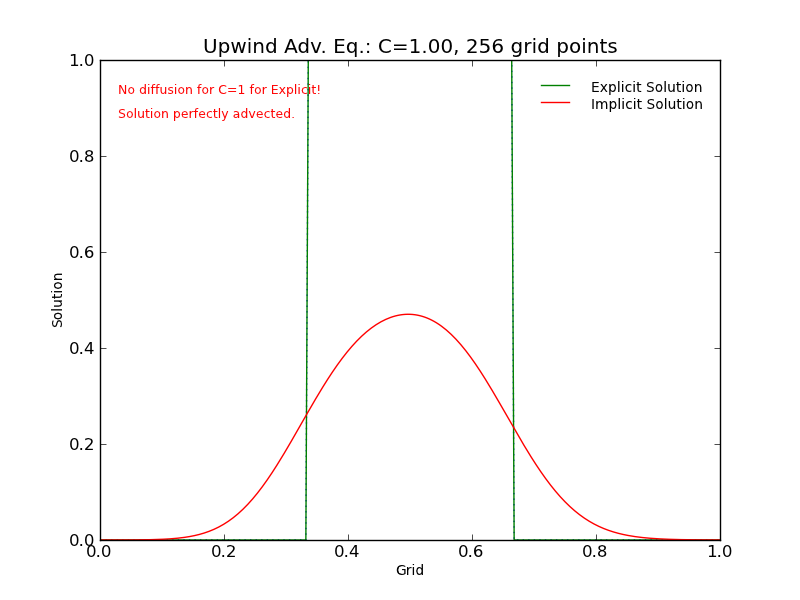 Upwind Adv. Eq.: C=1.00, 256 grid points
1.0
No diffusion for C=1 for Explicit!
Solution perfectly advected.
Explicit Solution
Implicit Solution
0.8
0.6
Solution
0.4
0.2
0.0
0.0 0.2 0.4 0.6 0.8 1.0
Grid